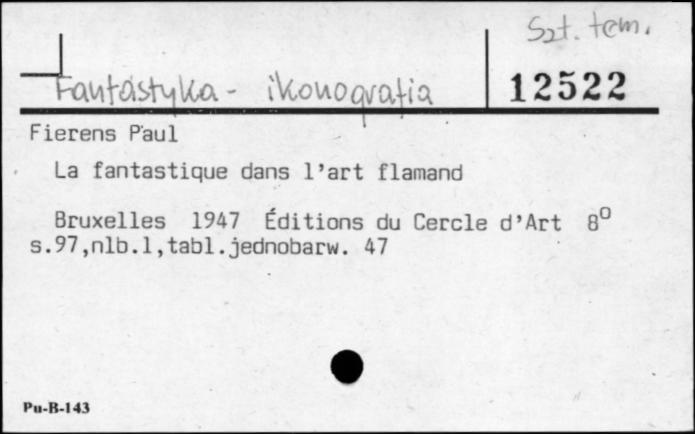 Szt. tem.
Fantastyka - ikonografia
12522
Fierens Paul
La fantastique dans l'art flamand
Bruxelles 1947 Éditions du Cercle d'Art 8º
s.97,nlb.1,tabl.jednobarw. 47
Pu-B-143